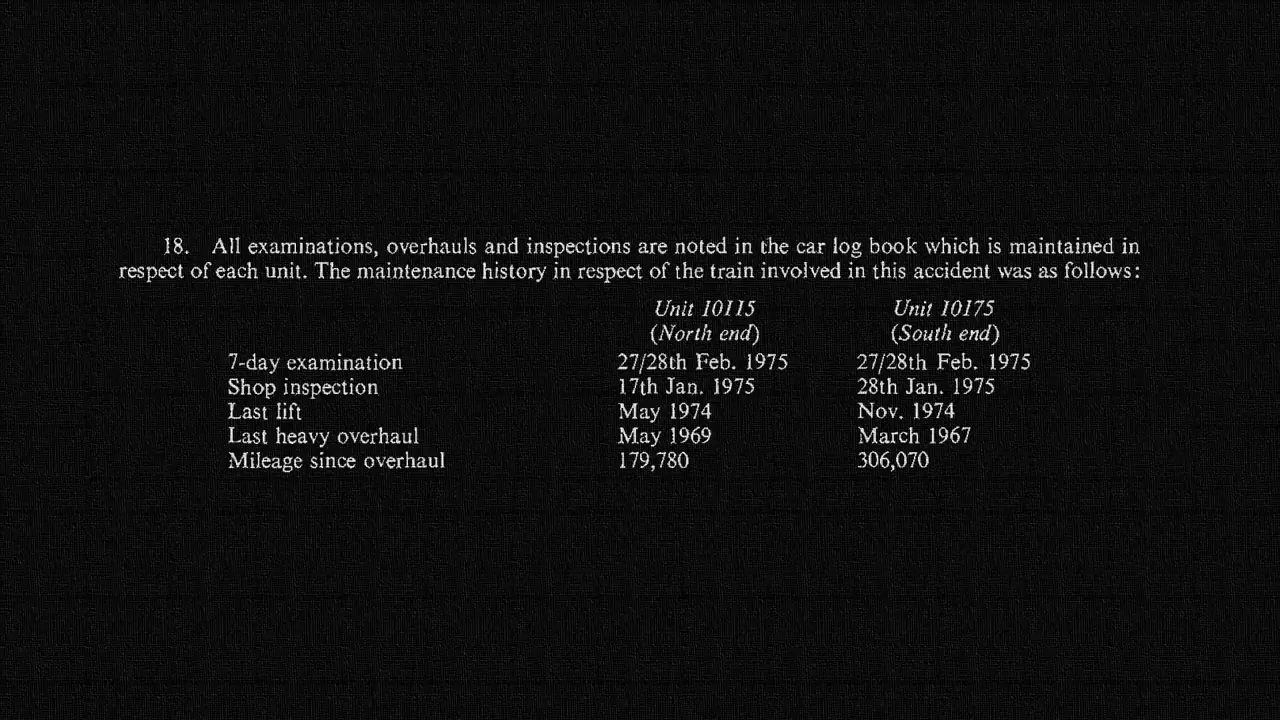 18. All examinations, overhauls and inspections are noted in the car log book which is maintained in
respect of each unit. The maintenance history in respect of the train involved in this accident was as follows:
Unit 10115 Unit 10175
(North end) (South end)
7-day examination 27/28th Feb. 1975 27/28th Feb. 1975
Shop inspection 17th Jan. 1975 28th Jan. 1975
Last lift May 1974 Nov. 1974
Last heavy overhaul May 1969 March 1967
Mileage since overhaul 179,780 306,070